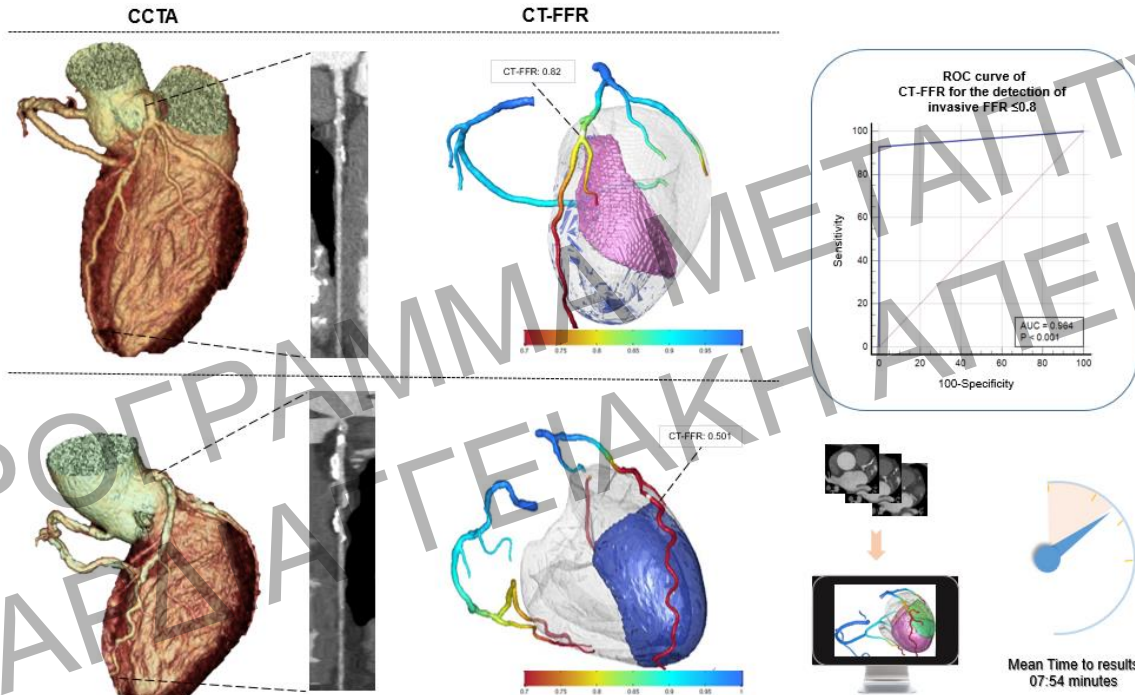 CCTA
CT-FFR
CT-FFR: 0.82
0.7 0.75 0.8 0.85 0.9 0.95 1
ROC curve of
CT-FFR for the detection of
invasive FFR ≤0.8
100
80
60
40
20
0
Sensitivity
AUC = 0.964
P < 0.001
0 20 40 60 80 100
100-Specificity
CT-FFR: 0.501
0.7 0.75 0.8 0.85 0.9 0.95 1
Mean Time to results
07:54 minutes
ΡΟΓΡΑΜΜΑ ΜΕΤΑΠΤΥ
ΑΡΔΑΓΓΕΙΑΚΗ ΑΠΕΙ